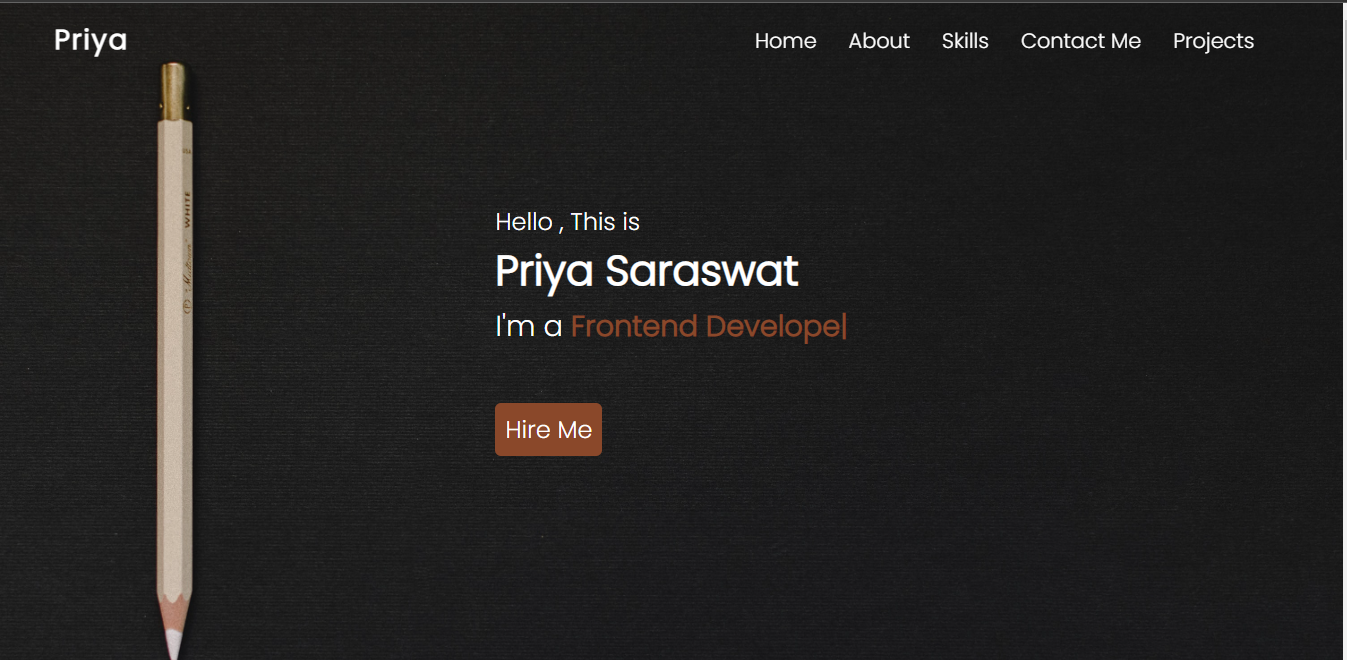 Priya
Home About Skills Contact Me Projects
Hello , This is
Priya Saraswat
I'm a Frontend Develope|
Hire Me
WHITE